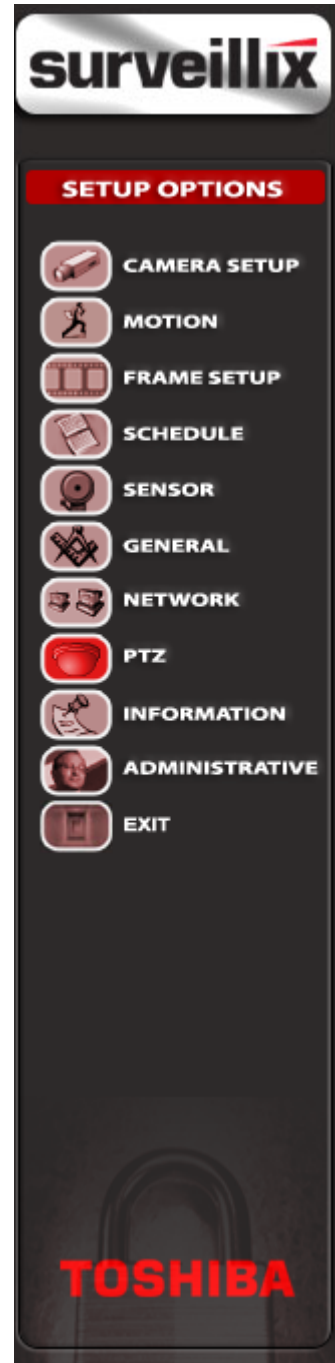 surveillix
SETUP OPTIONS
CAMERA SETUP
MOTION
FRAME SETUP
SCHEDULE
SENSOR
GENERAL
NETWORK
PTZ
INFORMATION
ADMINISTRATIVE
EXIT
TOSHIBA